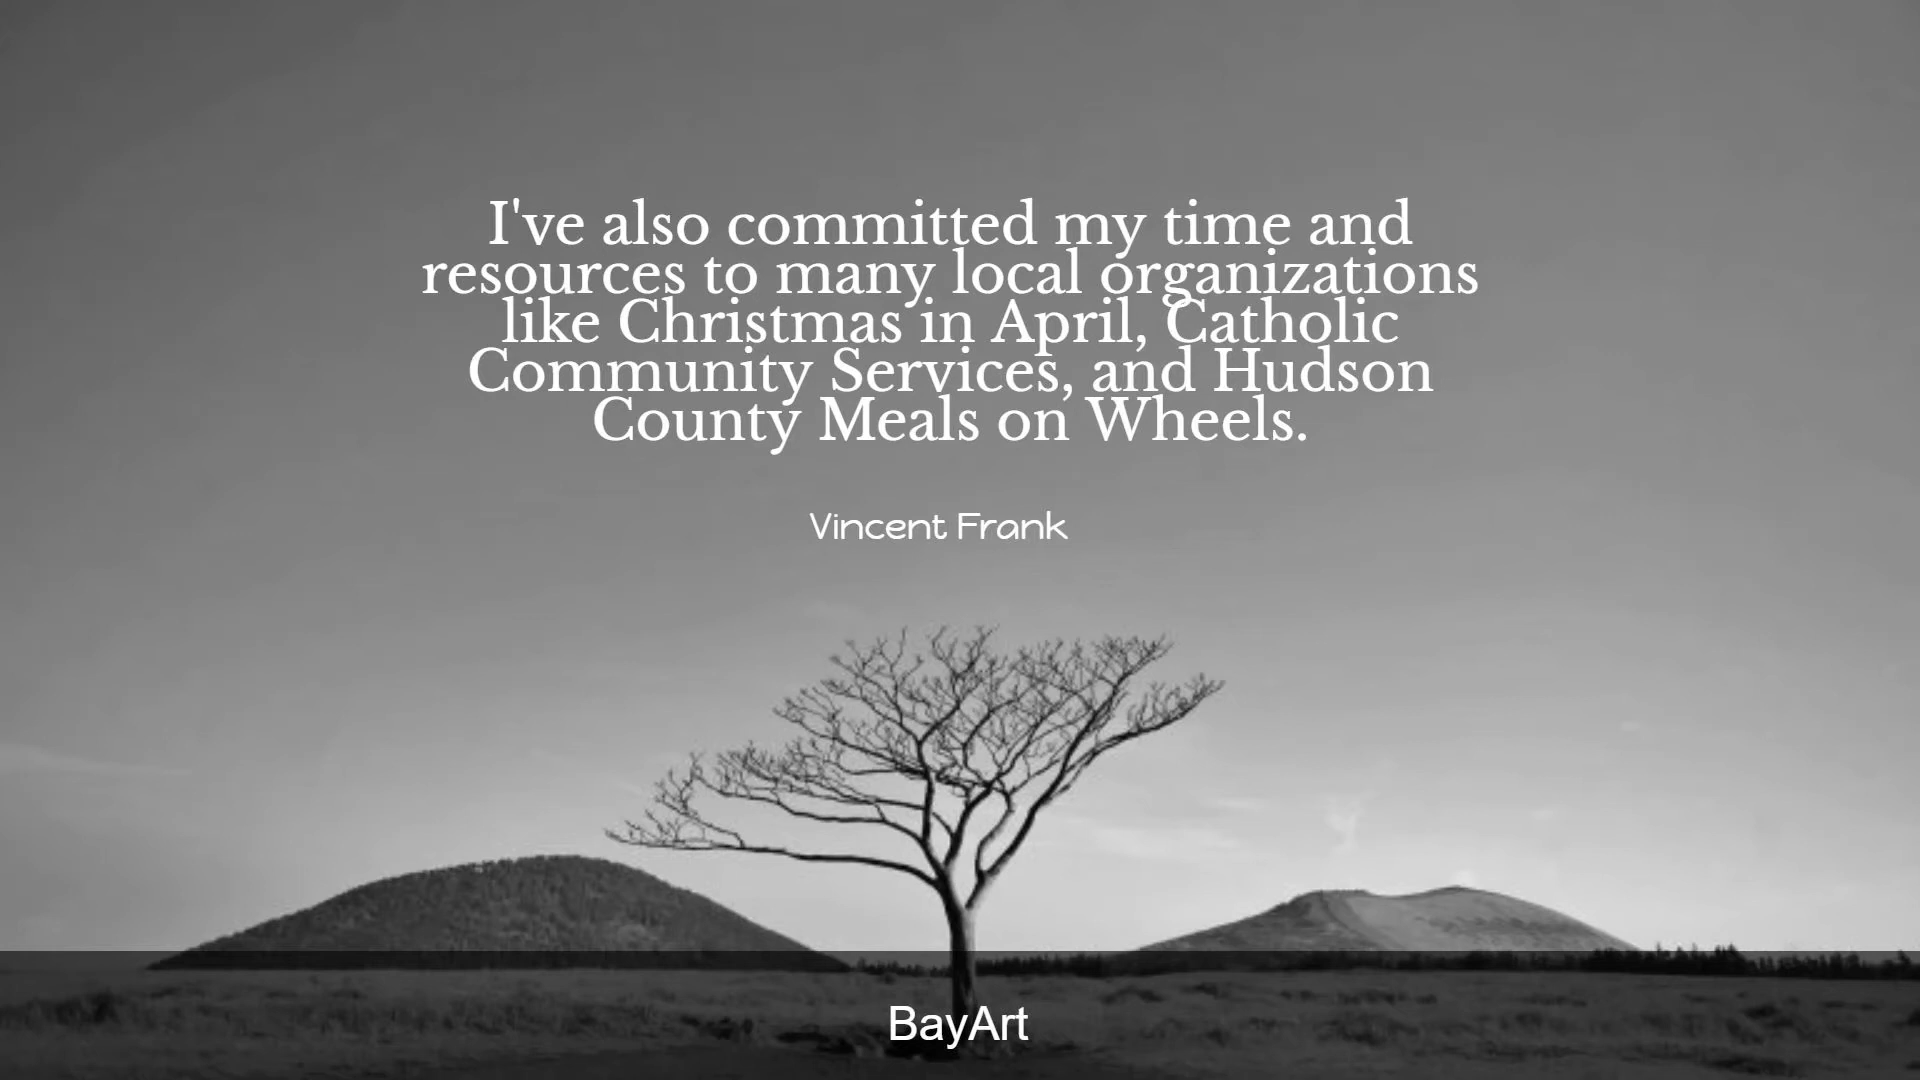 I've also committed my time and
resources to many local organizations
like Christmas in April, Catholic
Community Services, and Hudson
County Meals on Wheels.
Vincent Frank
BayArt